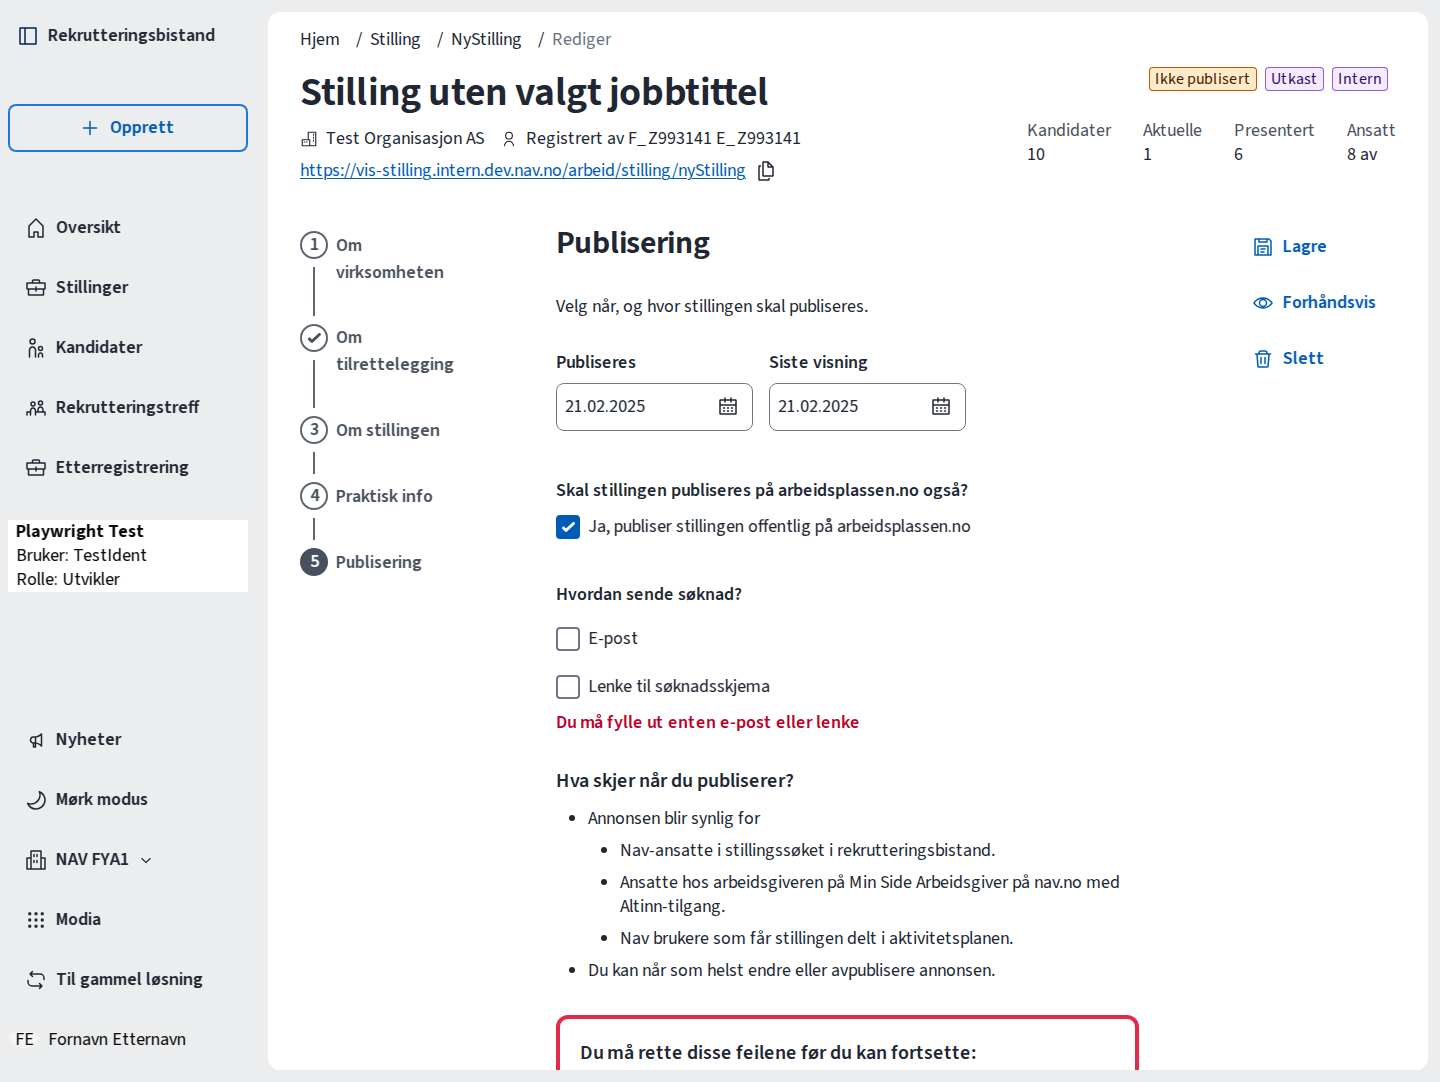 Rekrutteringsbistand
Opprett
Oversikt
Stillinger
Kandidater
Rekrutteringstreff
Etterregistrering
Playwright Test
Bruker: TestIdent
Rolle: Utvikler
Nyheter
Mørk modus
NAV FYA1
Modia
Til gammel løsning
FE Fornavn Etternavn
Hjem / Stilling / NyStilling / Rediger
Stilling uten valgt jobbtittel
Ikke publisert Utkast Intern
Test Organisasjon AS Registrert av F_Z993141 E_Z993141
https://vis-stilling.intern.dev.nav.no/arbeid/stilling/nyStilling
Kandidater Aktuelle Presentert Ansatt
10 1 6 8 av
1 Om
virksomheten
Om
tilrettelegging
3 Om stillingen
4 Praktisk info
5 Publisering
Publisering
Velg når, og hvor stillingen skal publiseres.
Publiseres Siste visning
21.02.2025 21.02.2025
Skal stillingen publiseres på arbeidsplassen.no også?
Ja, publiser stillingen offentlig på arbeidsplassen.no
Hvordan sende søknad?
E-post
Lenke til søknadsskjema
Du må fylle ut enten e-post eller lenke
Hva skjer når du publiserer?
Annonsen blir synlig for
Nav-ansatte i stillingssøket i rekrutteringsbistand.
Ansatte hos arbeidsgiveren på Min Side Arbeidsgiver på nav.no med
Altinn-tilgang.
Nav brukere som får stillingen delt i aktivitetsplanen.
Du kan når som helst endre eller avpublisere annonsen.
Du må rette disse feilene før du kan fortsette:
Lagre
Forhåndsvis
Slett